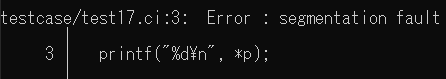 testcase/test17.ci:3:  Error : segmentation fault
3    printf("%d¥n", *p);